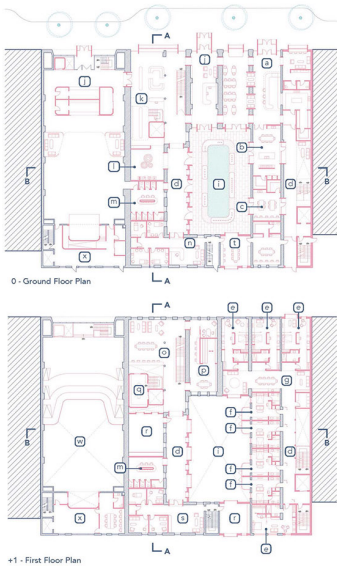 A
j
j
a
k
b
l
d
i
d
B
B
m
c
n
t
x
A
0 - Ground Floor Plan
A
e
e
e
o
p
q
g
f
r
f
w
d
i
d
B
B
m
f
f
x
s
r
e
A
+1 - First Floor Plan